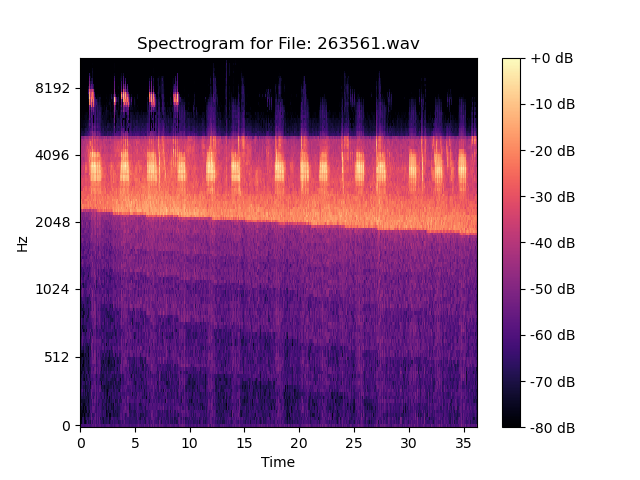 Spectrogram for File: 263561.wav
Hz
8192
4096
2048
1024
512
0
0 5 10 15 20 25 30 35
Time
+0 dB
-10 dB
-20 dB
-30 dB
-40 dB
-50 dB
-60 dB
-70 dB
-80 dB